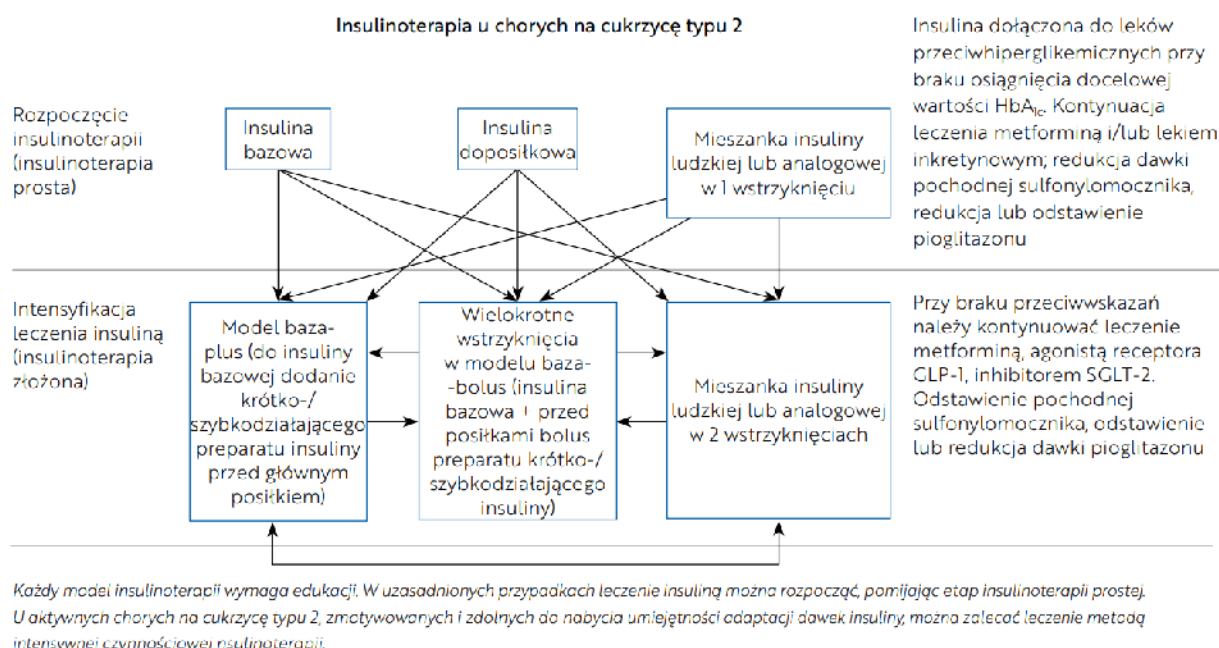 Insulinoterapia u chorych na cukrzycę typu 2
Rozpoczęcie
insulinoterapii
(insulinoterapia
prosta)
Insulina
bazowa
Insulina
doposiłkowa
Mieszanka insuliny
ludzkiej lub analogowej
w 1 wstrzyknięciu
Insulina dołączona do leków
przeciwhiperglikemicznych przy
braku osiągnięcia docelowej
wartości HbA1c. Kontynuacja
leczenia metforminą i/lub lekiem
inkretynowym; redukcja dawki
pochodnej sulfonylomocznika,
redukcja lub odstawienie
pioglitazonu
Intensyfikacja
leczenia insuliną
(insulinoterapia
złożona)
Model baza-
plus (do insuliny
bazowej dodanie
krótko-/
szybkodziałającego
preparatu insuliny
przed głównym
posiłkiem)
Wielokrotne
wstrzyknięcia
w modelu baza-
-bolus (insulina
bazowa + przed
posiłkami bolus
preparatu krótko-/
szybkodziałającego
insuliny)
Mieszanka insuliny
ludzkiej lub analogowej
w 2 wstrzyknięciach
Przy braku przeciwwskazań
należy kontynuować leczenie
metforminą, agonistą receptora
GLP-1, inhibitorem SGLT-2.
Odstawienie pochodnej
sulfonylomocznika, odstawienie
lub redukcja dawki pioglitazonu
Każdy model insulinoterapii wymaga edukacji. W uzasadnionych przypadkach leczenie insuliną można rozpocząć, pomijając etap insulinoterapii prostej.
U aktywnych chorych na cukrzycę typu 2, zmotywowanych i zdolnych do nabycia umiejętności adaptacji dawek insuliny, można zalecać leczenie metodą
intensywnej czynnościowej nsulinoterapii.